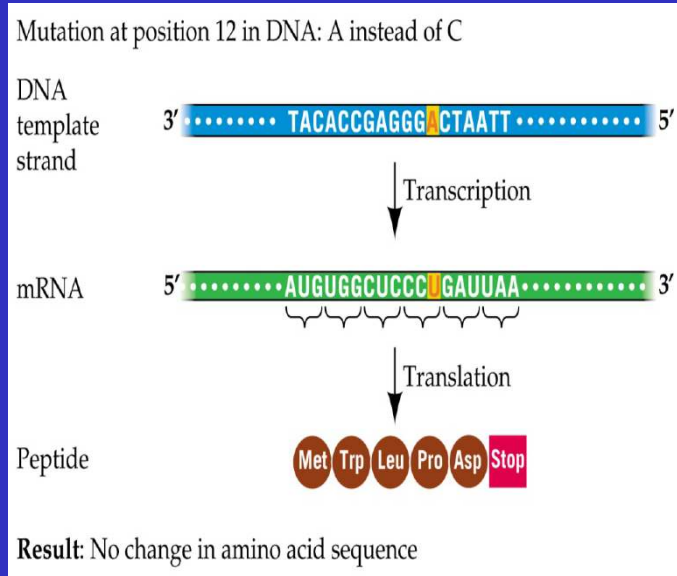 Mutation at position 12 in DNA: A instead of C
DNA
template
strand
3′ ......... TACACCGAGGGACTAATT ............ 5′
Transcription
mRNA 5′ ......... AUGUGGCUCCCUGAUUAA ............ 3′
Translation
Peptide Met Trp Leu Pro Asp Stop
Result: No change in amino acid sequence